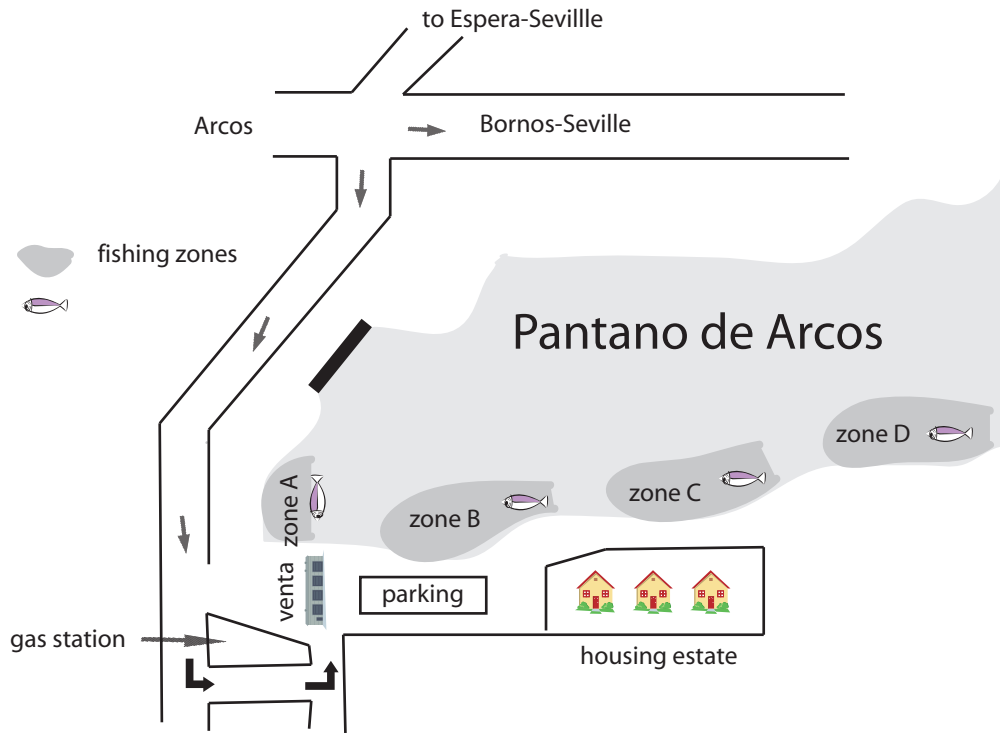 to Espera-Sevillle
Arcos
Bornos-Seville
fishing zones
Pantano de Arcos
zone D
zone A
zone B
zone C
venta
parking
gas station
housing estate